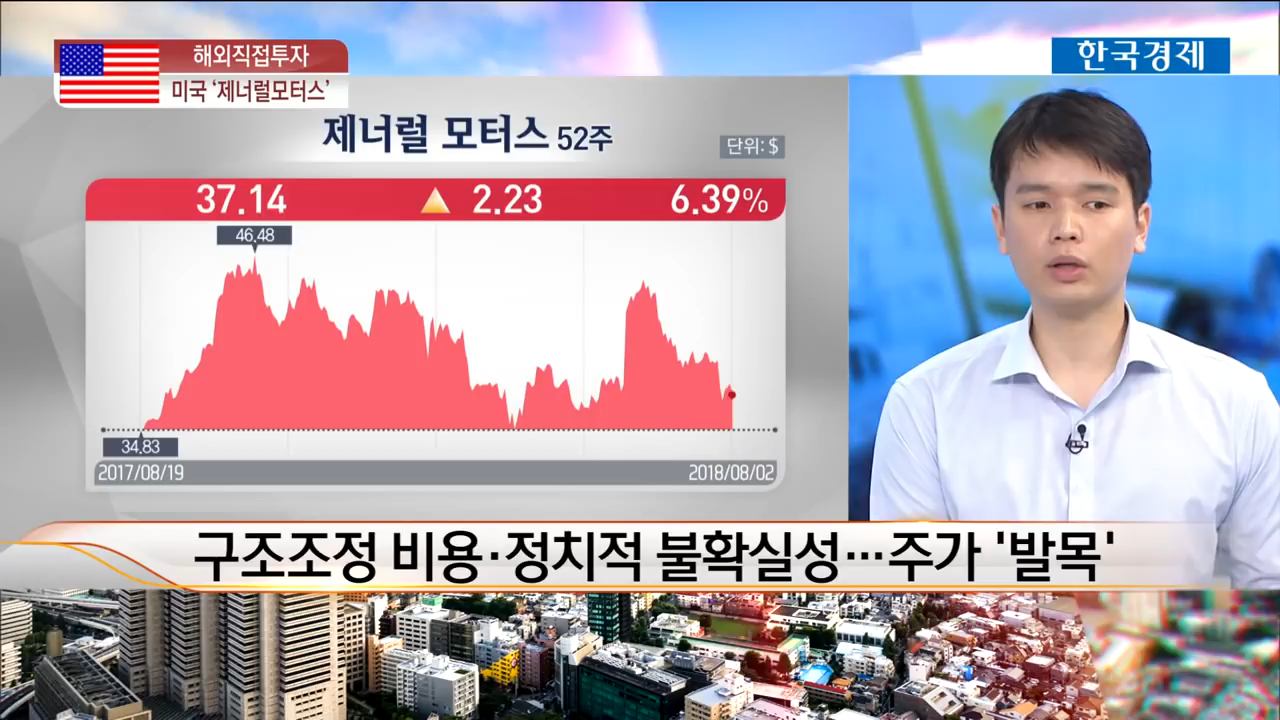 해외직접투자
미국 '제너럴모터스'
한국경제
제너럴 모터스 52주
단위: $
37.14 ▲ 2.23 6.39%
46.48
34.83
2017/08/19 2018/08/02
구조조정 비용·정치적 불확실성…주가 '발목'